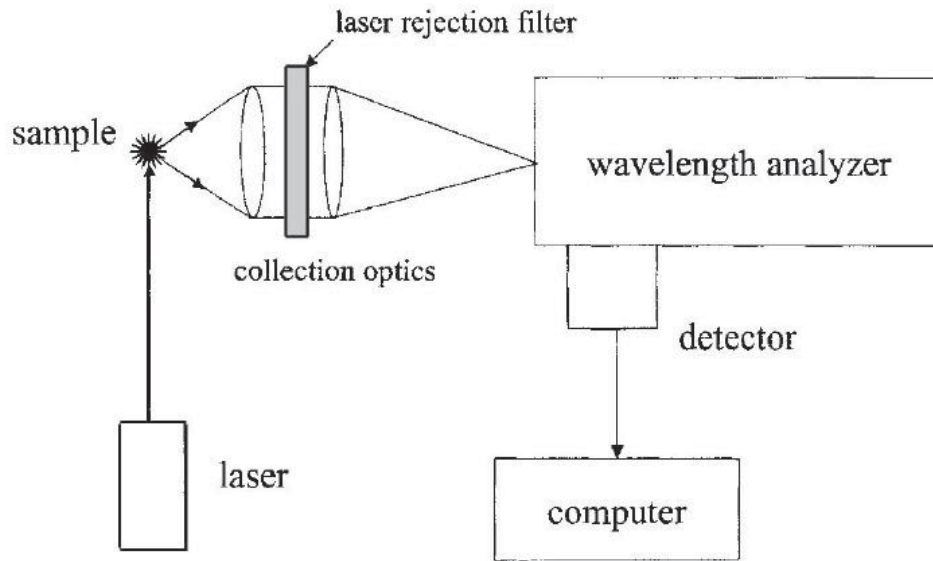 laser rejection filter
sample
wavelength analyzer
collection optics
detector
laser
computer